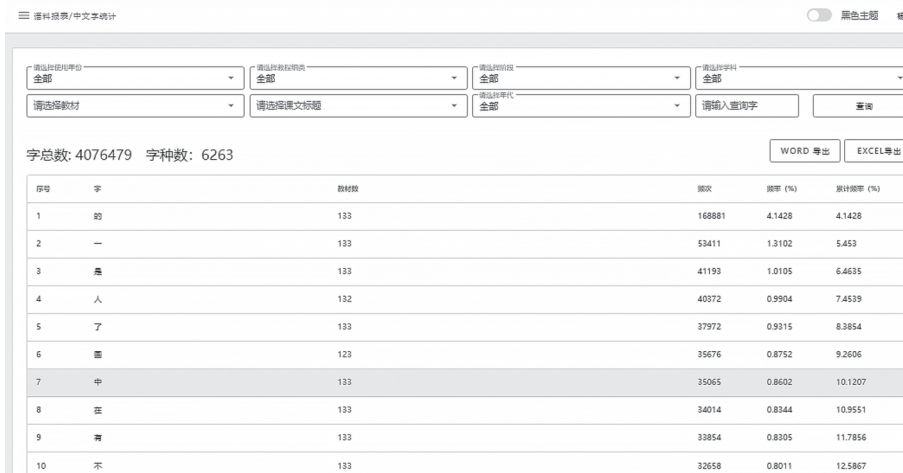 语料报表/中文字统计 黑色主题
请选择使用年份 请选择教程细类 请选择阶段 请选择学科
全部 全部 全部 全部
请选择教材 请选择课文标题 请选择年代 全部 请输入查询字 查询
字总数: 4076479 字种数: 6263 WORD 导出 EXCEL导出
序号 字 教材数 频次 频率 (%) 累计频率 (%)
1 的 133 168881 4.1428 4.1428
2 一 133 53411 1.3102 5.453
3 是 133 41193 1.0105 6.4635
4 人 132 40372 0.9904 7.4539
5 了 133 37972 0.9315 8.3854
6 国 123 35676 0.8752 9.2606
7 中 133 35065 0.8602 10.1207
8 在 133 34014 0.8344 10.9551
9 有 133 33854 0.8305 11.7856
10 不 133 32658 0.8011 12.5867